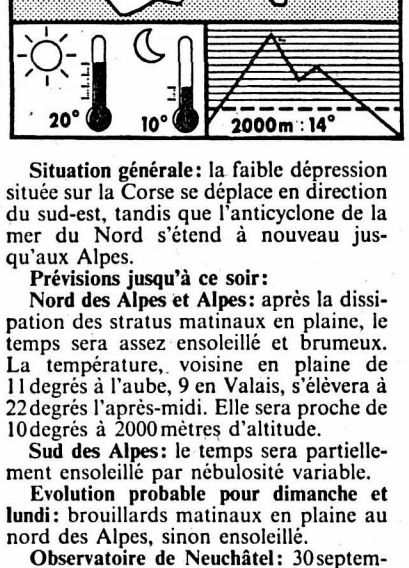 20° 10° 2000m : 14°
Situation générale: la faible dépression
située sur la Corse se déplace en direction
du sud-est, tandis que l'anticyclone de la
mer du Nord s'étend à nouveau jus-
qu'aux Alpes.
Prévisions jusqu'à ce soir:
Nord des Alpes et Alpes: après la dissi-
pation des stratus matinaux en plaine, le
temps sera assez ensoleillé et brumeux.
La température, voisine en plaine de
11 degrés à l'aube, 9 en Valais, s'élèvera à
22 degrés l'après-midi. Elle sera proche de
10 degrés à 2000 mètres d'altitude.
Sud des Alpes: le temps sera partielle-
ment ensoleillé par nébulosité variable.
Evolution probable pour dimanche et
lundi: brouillards matinaux en plaine au
nord des Alpes, sinon ensoleillé.
Observatoire de Neuchâtel: 30 septem-